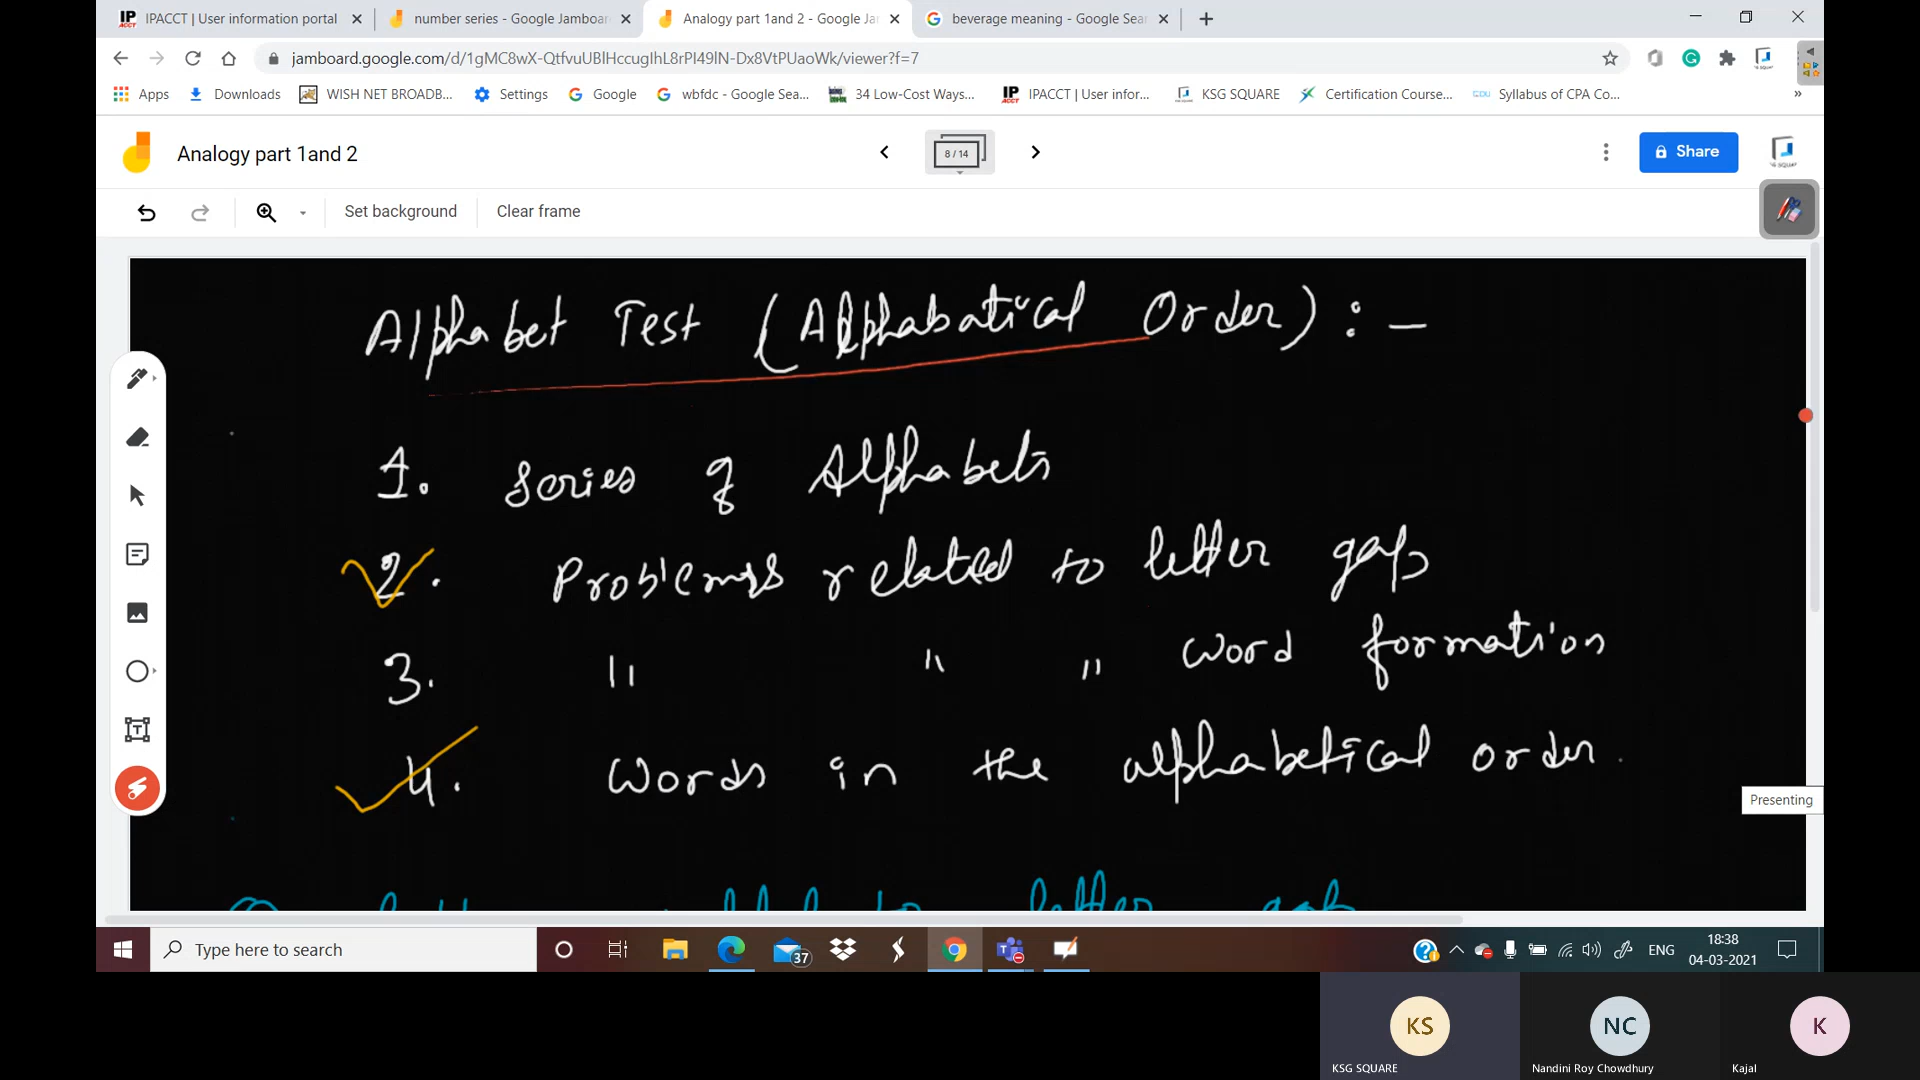 IPACCT | User information portal
number series - Google Jamboar
Analogy part 1and 2 - Google Ja
beverage meaning - Google Sea
jamboard.google.com/d/1gMC8wX-QtfvuUBlHccugIhL8rPI49lN-Dx8VtPUaoWk/viewer?f=7
Apps Downloads WISH NET BROADB... Settings Google wbfdc - Google Sea... 34 Low-Cost Ways... IPACCT | User infor... KSG SQUARE Certification Course... Syllabus of CPA Co... »
Analogy part 1and 2
8 / 14
Share
Set background Clear frame
Alphabet Test (Alphabatical Order) : -
1. Series of Alphabets
2. Problems related to letter gap
3. " " " word formation
4. Words in the alphabetical order.
Presenting
letter gap
Type here to search
37
ENG
18:38
04-03-2021
KS NC K
KSG SQUARE Nandini Roy Chowdhury Kajal